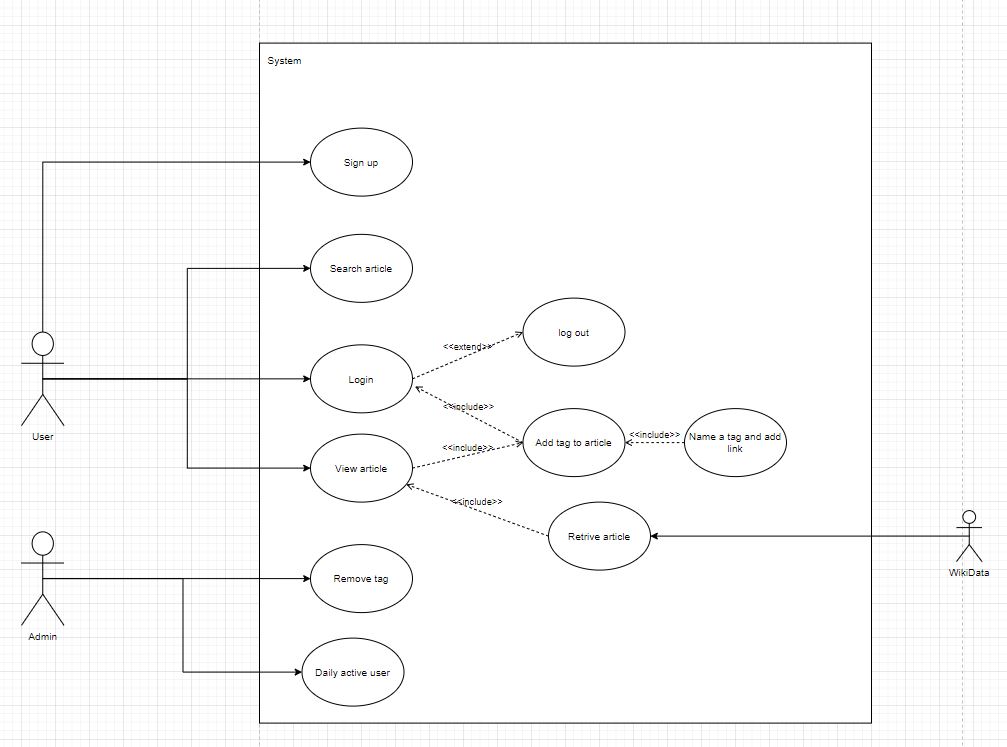 System
Sign up
Search article
log out
<<extend>>
Login
<<include>>
User
Add tag to article
<<include>>
Name a tag and add
link
<<include>>
View article
<<include>>
Retrive article
WikiData
Remove tag
Admin
Daily active user